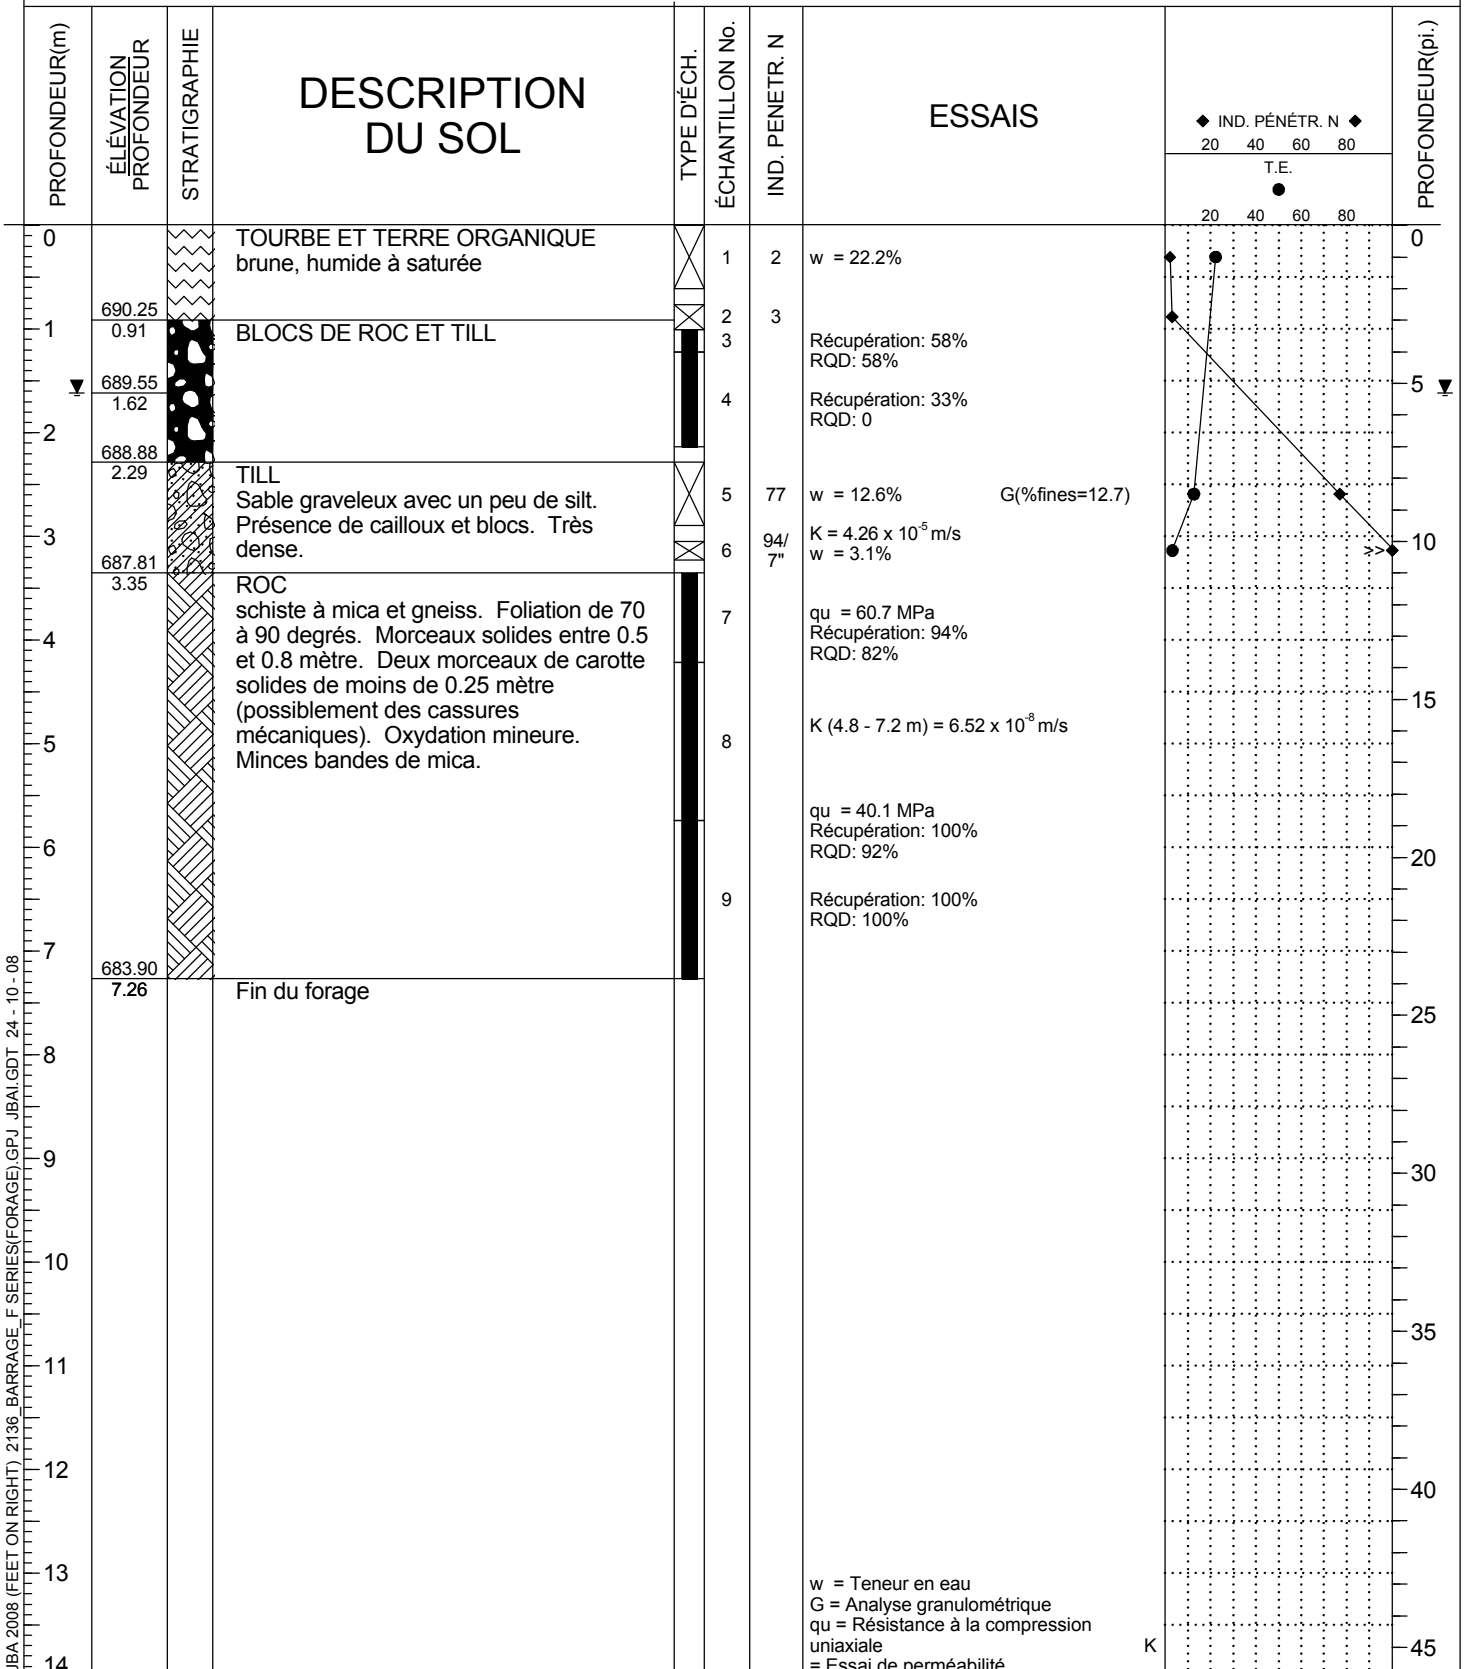 PROFONDEUR(m)
ÉLÉVATION
PROFONDEUR
STRATIGRAPHIE
DESCRIPTION
DU SOL
TYPE D'ÉCH.
ÉCHANTILLON No.
IND. PENETR. N
ESSAIS
IND. PÉNÉTR. N
20 40 60 80
T.E.
20 40 60 80
PROFONDEUR(pi.)
0
TOURBE ET TERRE ORGANIQUE
brune, humide à saturée
1 2 w = 22.2%
0
690.25
2 3
1
0.91
BLOCS DE ROC ET TILL
3
Récupération: 58%
RQD: 58%
689.55
1.62
4
Récupération: 33%
RQD: 0
5
2
688.88
2.29
TILL
Sable graveleux avec un peu de silt.
Présence de cailloux et blocs. Très
dense.
5 77 w = 12.6% G(%fines=12.7)
3
6
94/
7"
K = 4.26 x 10-5 m/s
w = 3.1%
>>
10
687.81
3.35
ROC
schiste à mica et gneiss. Foliation de 70
à 90 degrés. Morceaux solides entre 0.5
et 0.8 mètre. Deux morceaux de carotte
solides de moins de 0.25 mètre
(possiblement des cassures
mécaniques). Oxydation mineure.
Minces bandes de mica.
7
qu = 60.7 MPa
Récupération: 94%
RQD: 82%
4
15
8
K (4.8 - 7.2 m) = 6.52 x 10-8 m/s
5
qu = 40.1 MPa
Récupération: 100%
RQD: 92%
6
20
9
Récupération: 100%
RQD: 100%
7
683.90
7.26
Fin du forage
25
8
9
30
10
35
11
12
40
13
w = Teneur en eau
G = Analyse granulométrique
qu = Résistance à la compression
uniaxiale K
= Essai de perméabilité
45
14
JBA 2008 (FEET ON RIGHT) 2136_BARRAGE_F SERIES(FORAGE).GPJ JBAI.GDT 24 - 10 - 08